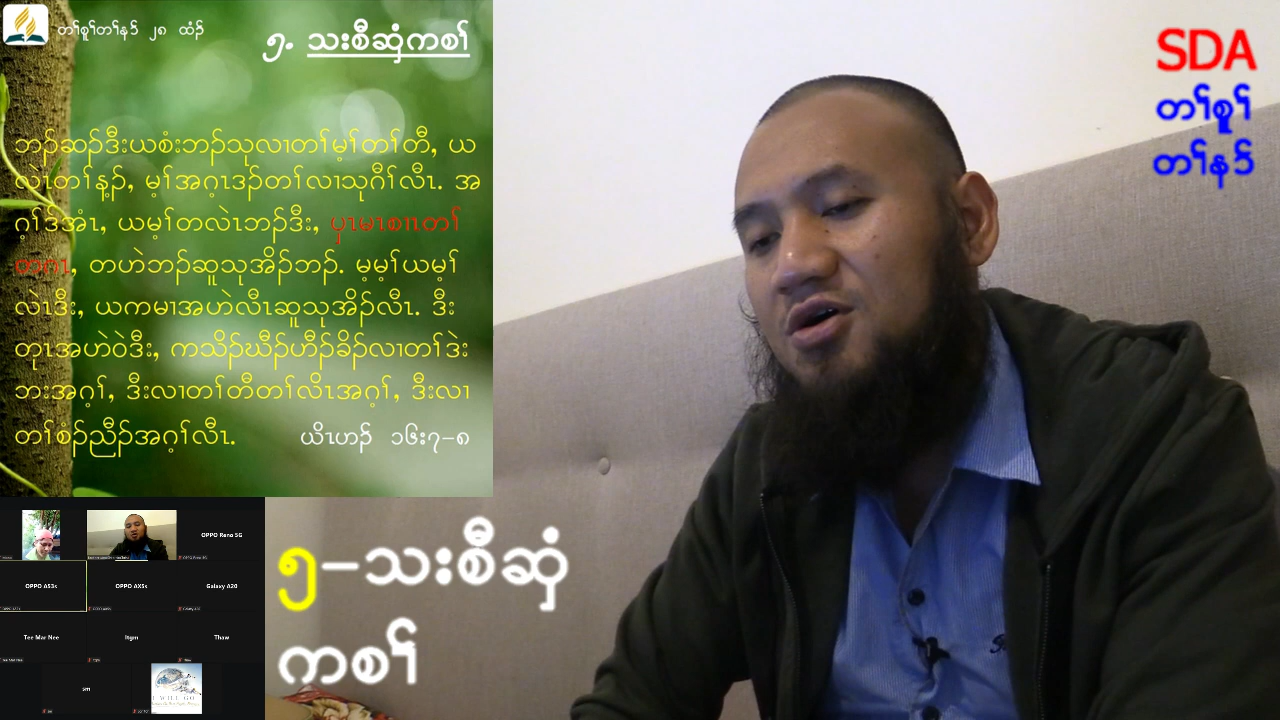 တၢ်စူၢ်တၢ်နာ် ၂၈ ထံၣ်
၅. သးစီဆှံကစၢ်
ဘၣ်ဆၣ်ဒီးယစံးဘၣ်သုလၢတၢ်မ့ၢ်တၢ်တီ, ယ
လဲၤတၢ်န့ၣ်, မ့ၢ်အဂ့ၤဒၣ်တၢ်လၢသုဂီၢ်လီၤ. အ
ဂ့ၢ်ဒ်အံၤ, ယမ့ၢ်တလဲၤဘၣ်ဒီး, ပှၤမၤစၢၤတၢ်
တဂၤ, တဟဲဘၣ်ဆူသုအိၣ်ဘၣ်. မ့မ့ၢ်ယမ့ၢ်
လဲၤဒီး, ယကမၢအဟဲလီၤဆူသုအိၣ်လီၤ. ဒီး
တုၤအဟဲဝဲဒီး, ကသိၣ်ဃီၣ်ဟီၣ်ခိၣ်လၢတၢ်ဒဲး
ဘးအဂ့ၢ်, ဒီးလၢတၢ်တီတၢ်လိၤအဂ့ၢ်, ဒီးလၢ
တၢ်စံၣ်ညီၣ်အဂ့ၢ်လီၤ. ယိၤဟၣ် ၁၆း၇–၈
SDA
တၢ်စူၢ်
တၢ်နာ်
OPPO Reno 5G
OPPO A53s
OPPO AX5s
Galaxy A20
Tee Mar Nee
ltgm
Thaw
sm
I WILL GO
၅–သးစီဆှံ
ကစၢ်